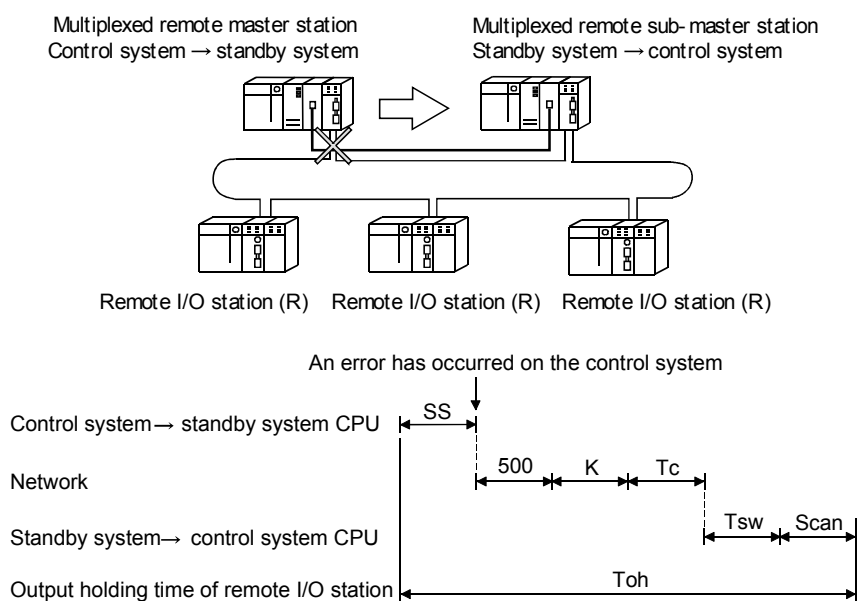 Multiplexed remote master station
Control system → standby system
Multiplexed remote sub-master station
Standby system → control system
Remote I/O station (R)
Remote I/O station (R)
Remote I/O station (R)
An error has occurred on the control system
Control system → standby system CPU
SS
Network
500
K
Tc
Standby system → control system CPU
Tsw
Scan
Output holding time of remote I/O station
Toh